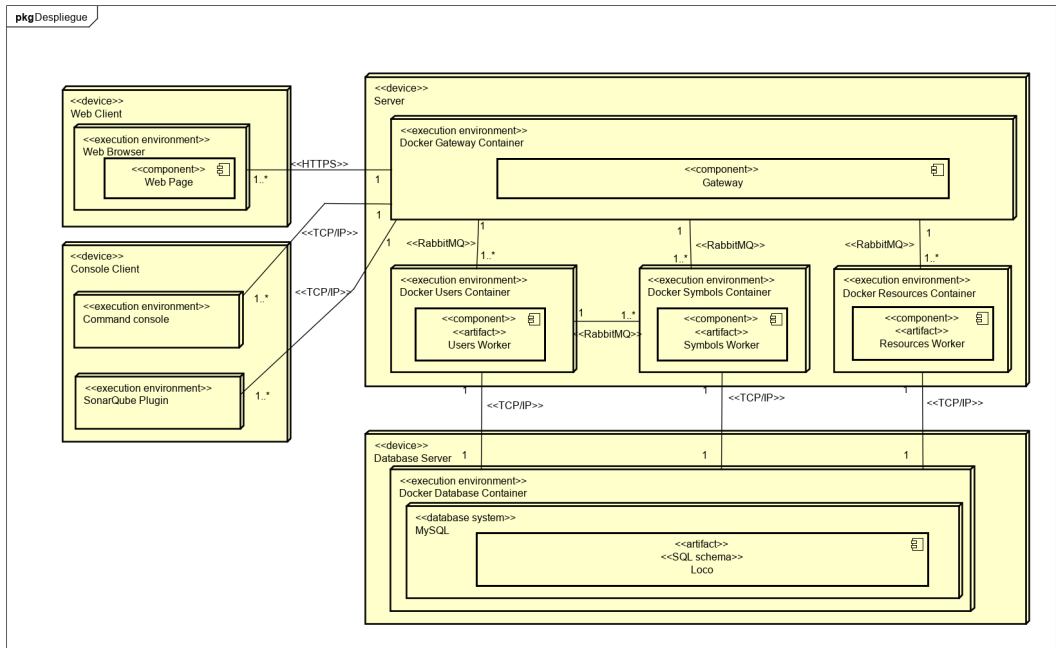 pkg Despliegue
<<device>>
Web Client
<<execution environment>>
Web Browser
<<component>>
Web Page
<<HTTPS>>
1..*
1
<<device>>
Server
<<execution environment>>
Docker Gateway Container
<<component>>
Gateway
<<device>>
Console Client
<<execution environment>>
Command console
1..*
<<TCP/IP>>
1
<<execution environment>>
SonarQube Plugin
1..*
<<TCP/IP>>
1
1
<<RabbitMQ>>
1..*
1
<<RabbitMQ>>
1..*
1
<<RabbitMQ>>
1..*
<<execution environment>>
Docker Users Container
<<component>>
<<artifact>>
Users Worker
1
1..*
<<RabbitMQ>>
<<execution environment>>
Docker Symbols Container
<<component>>
<<artifact>>
Symbols Worker
<<execution environment>>
Docker Resources Container
<<component>>
<<artifact>>
Resources Worker
1
<<TCP/IP>>
1
1
<<TCP/IP>>
1
1
<<TCP/IP>>
1
<<device>>
Database Server
<<execution environment>>
Docker Database Container
<<database system>>
MySQL
<<artifact>>
<<SQL schema>>
Loco